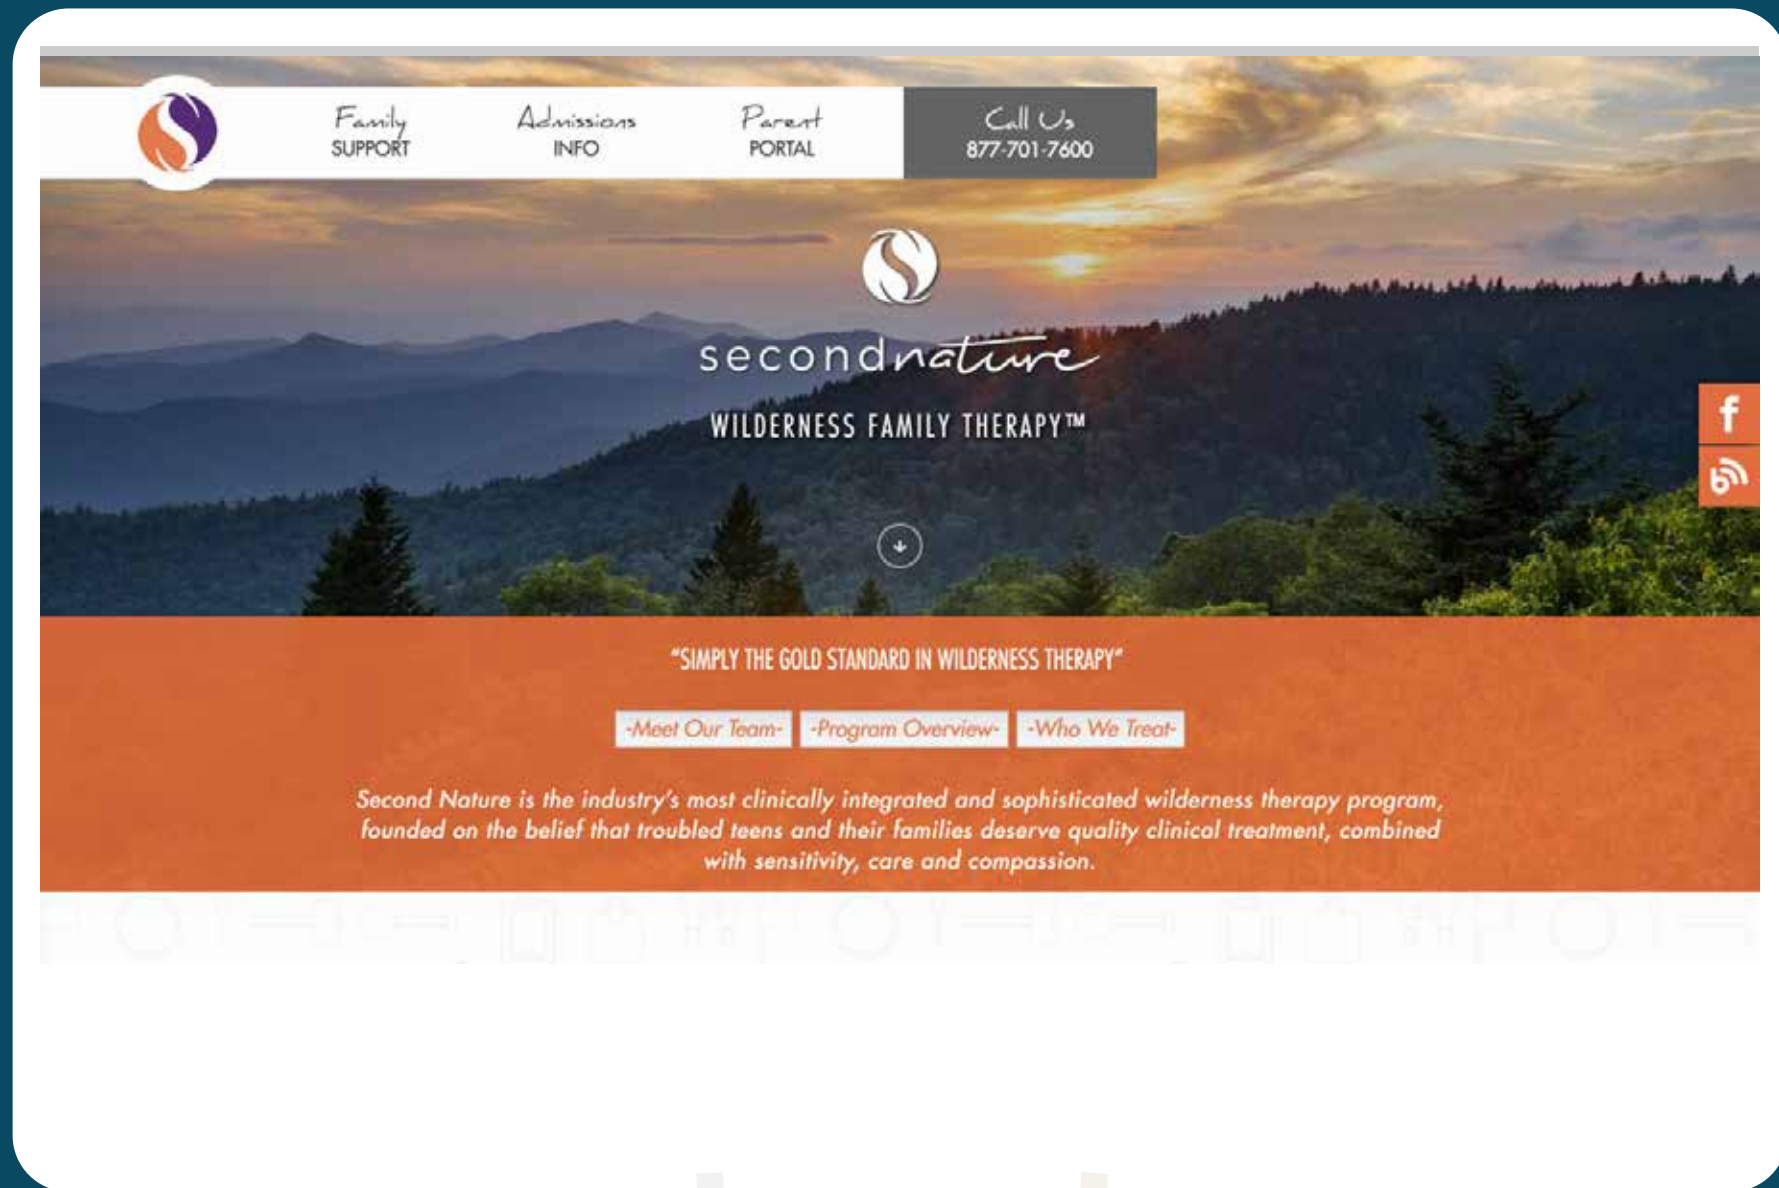 Family
SUPPORT
Admissions
INFO
Parent
PORTAL
Call Us
877-701-7600
secondnature
WILDERNESS FAMILY THERAPY™
f
"SIMPLY THE GOLD STANDARD IN WILDERNESS THERAPY"
-Meet Our Team- -Program Overview- -Who We Treat-
Second Nature is the industry's most clinically integrated and sophisticated wilderness therapy program,
founded on the belief that troubled teens and their families deserve quality clinical treatment, combined
with sensitivity, care and compassion.